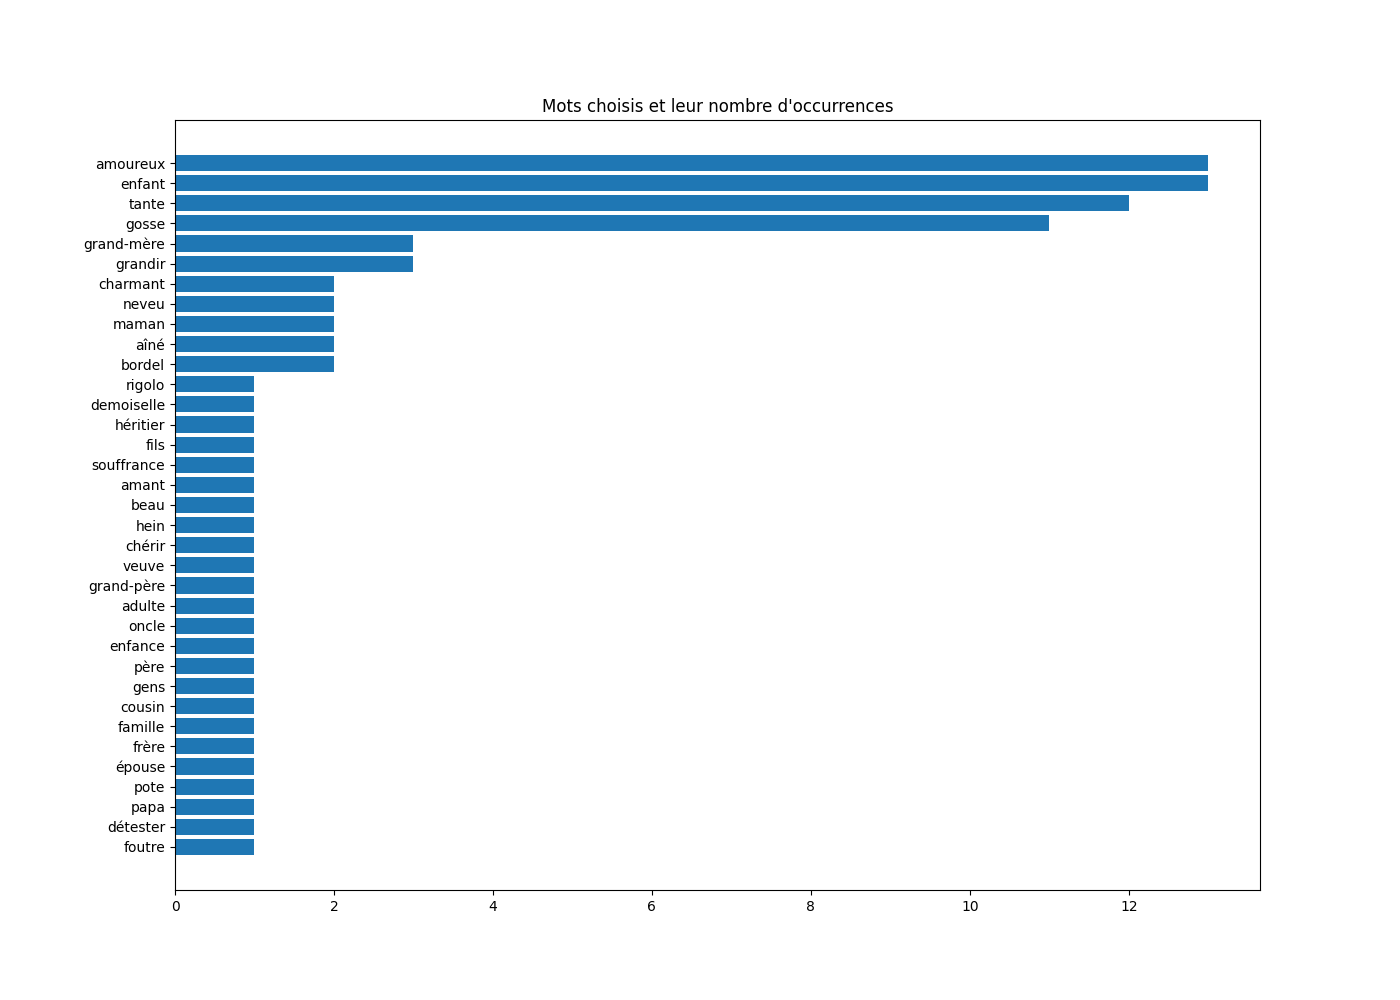 Mots choisis et leur nombre d'occurrences
amoureux
enfant
tante
gosse
grand-mère
grandir
charmant
neveu
maman
aîné
bordel
rigolo
demoiselle
héritier
fils
souffrance
amant
beau
hein
chérir
veuve
grand-père
adulte
oncle
enfance
père
gens
cousin
famille
frère
épouse
pote
papa
détester
foutre
0 2 4 6 8 10 12